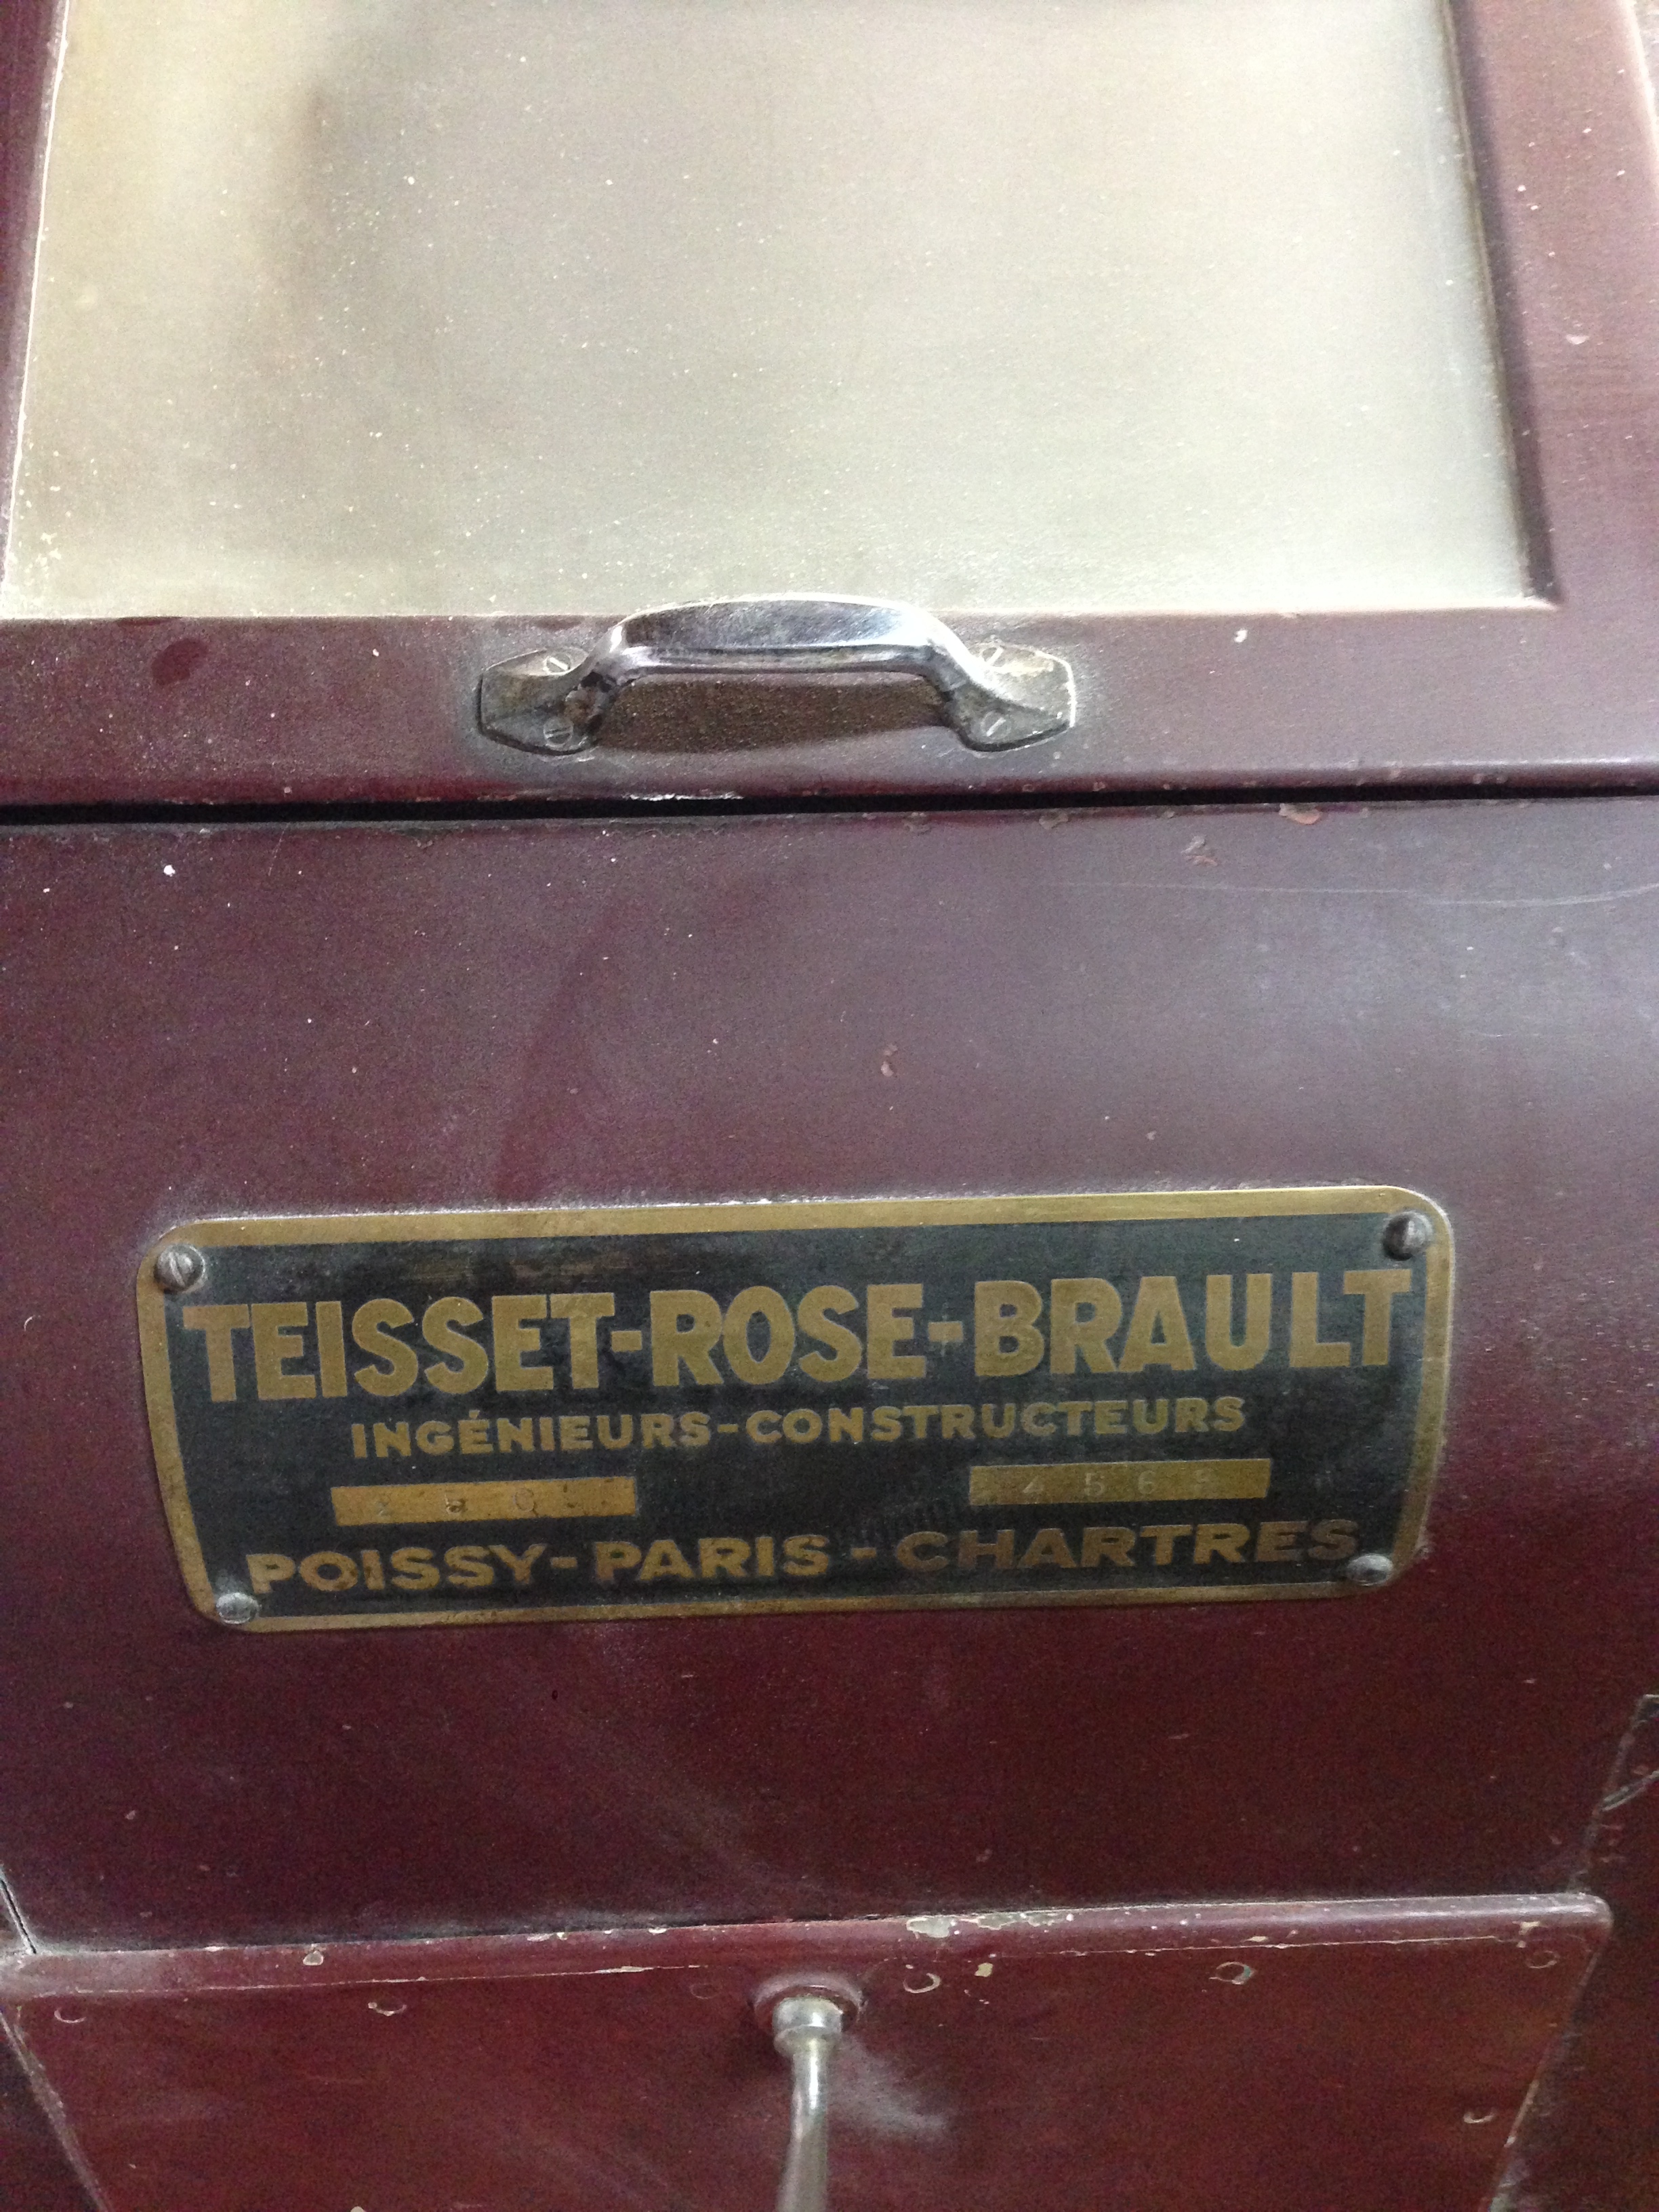 TEISSET-ROSE-BRAULT
INGÉNIEURS-CONSTRUCTEURS
POISSY-PARIS-CHARTRES